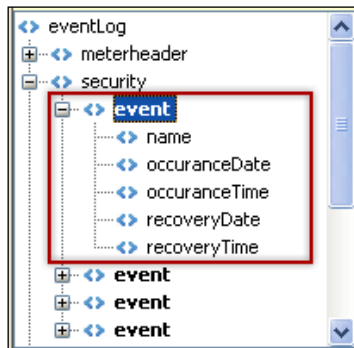 eventLog
meterheader
security
event
name
occuranceDate
occuranceTime
recoveryDate
recoveryTime
event
event
event